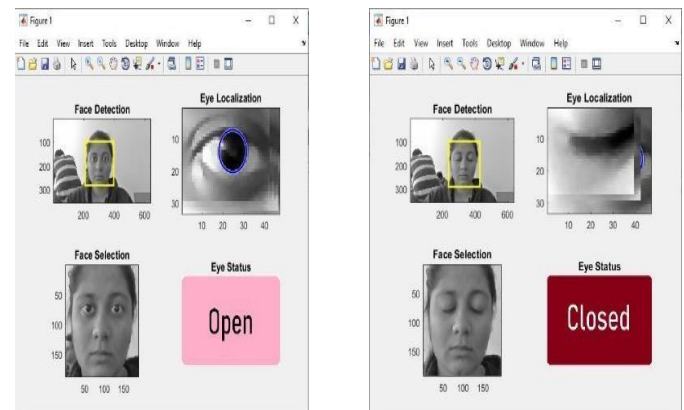 Figure 1
File Edit View Insert Tools Desktop Window Help
Face Detection
Eye Localization
100
200
300
200 400 600
10
20
30
10 20 30 40
Face Selection
Eye Status
50
100
150
50 100 150
Open
Figure 1
File Edit View Insert Tools Desktop Window Help
Face Detection
Eye Localization
100
200
300
200 400 600
10
20
30
10 20 30 40
Face Selection
Eye Status
50
100
150
50 100 150
Closed